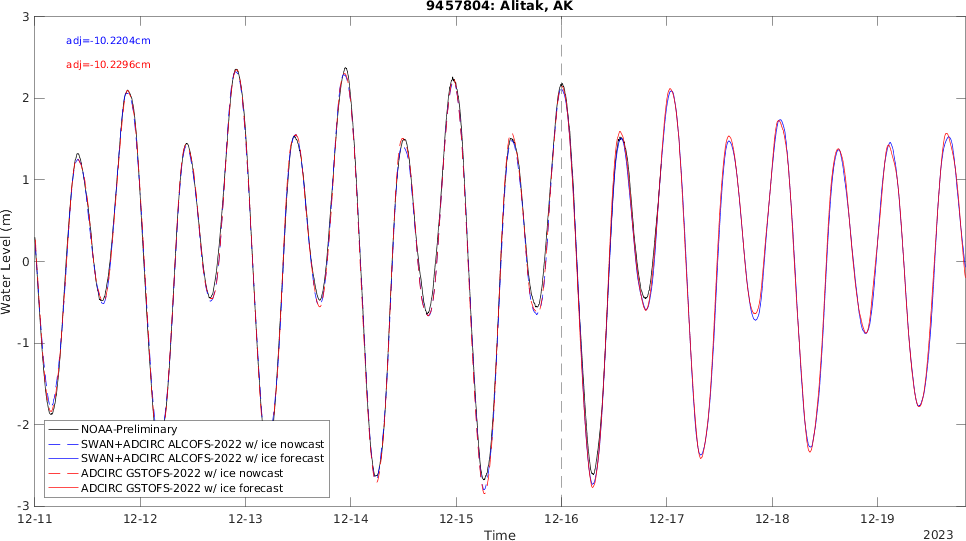 9457804: Alitak, AK
adj=-10.2204cm
adj=-10.2296cm
3
2
1
0
-1
-2
-3
Water Level (m)
NOAA-Preliminary
SWAN+ADCIRC ALCOFS-2022 w/ ice nowcast
SWAN+ADCIRC ALCOFS-2022 w/ ice forecast
ADCIRC GSTOFS-2022 w/ ice nowcast
ADCIRC GSTOFS-2022 w/ ice forecast
12-11 12-12 12-13 12-14 12-15 12-16 12-17 12-18 12-19
Time
2023